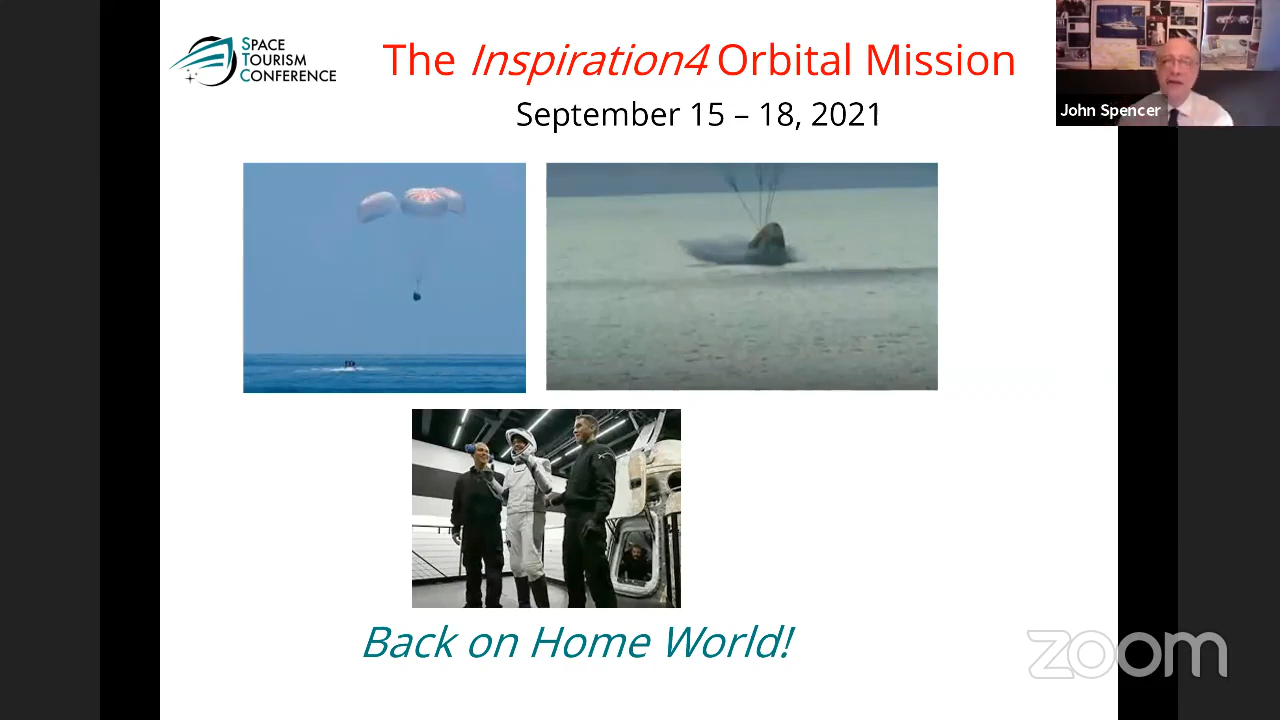 SPACE
TOURISM
CONFERENCE
The Inspiration4 Orbital Mission
September 15 – 18, 2021
John Spencer
Back on Home World!
zoom